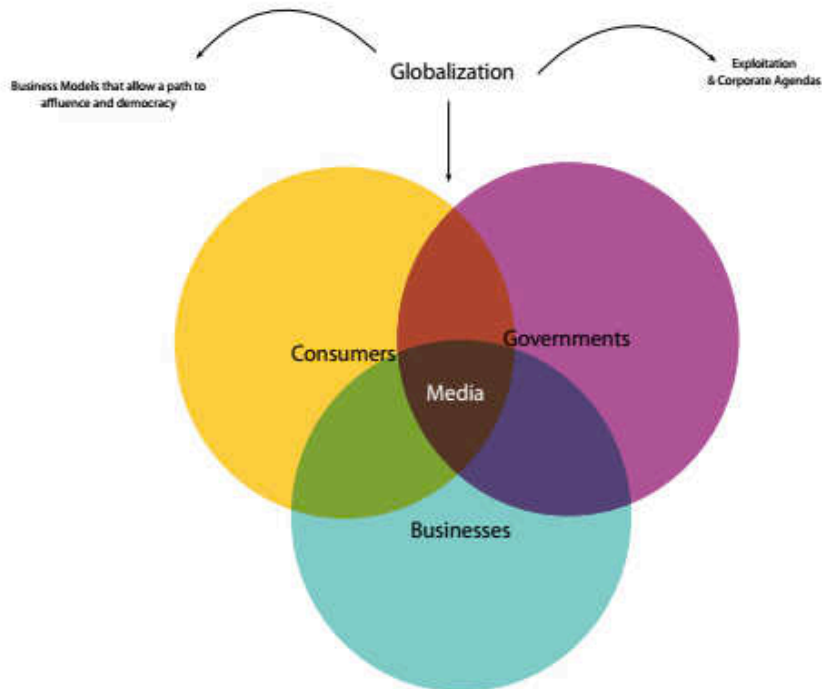 Globalization
Business Models that allow a path to
affluence and democracy
Exploitation
& Corporate Agendas
Consumers
Governments
Media
Businesses